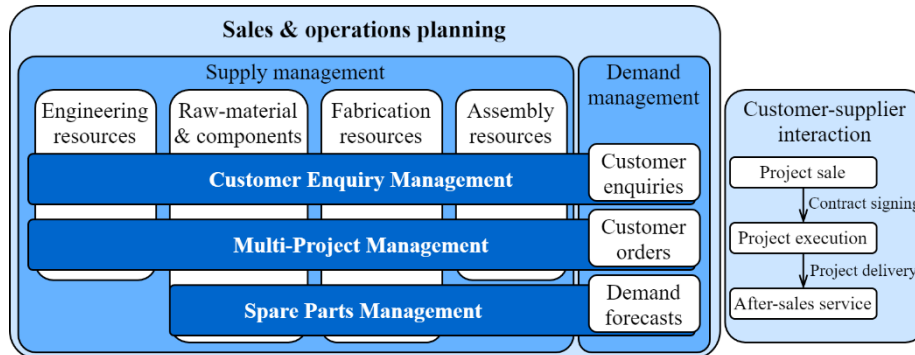 Sales & operations planning
Supply management
Demand
management
Engineering
resources
Raw-material
& components
Fabrication
resources
Assembly
resources
Customer Enquiry Management
Customer
enquiries
Multi-Project Management
Customer
orders
Spare Parts Management
Demand
forecasts
Customer-supplier
interaction
Project sale
Contract signing
Project execution
Project delivery
After-sales service